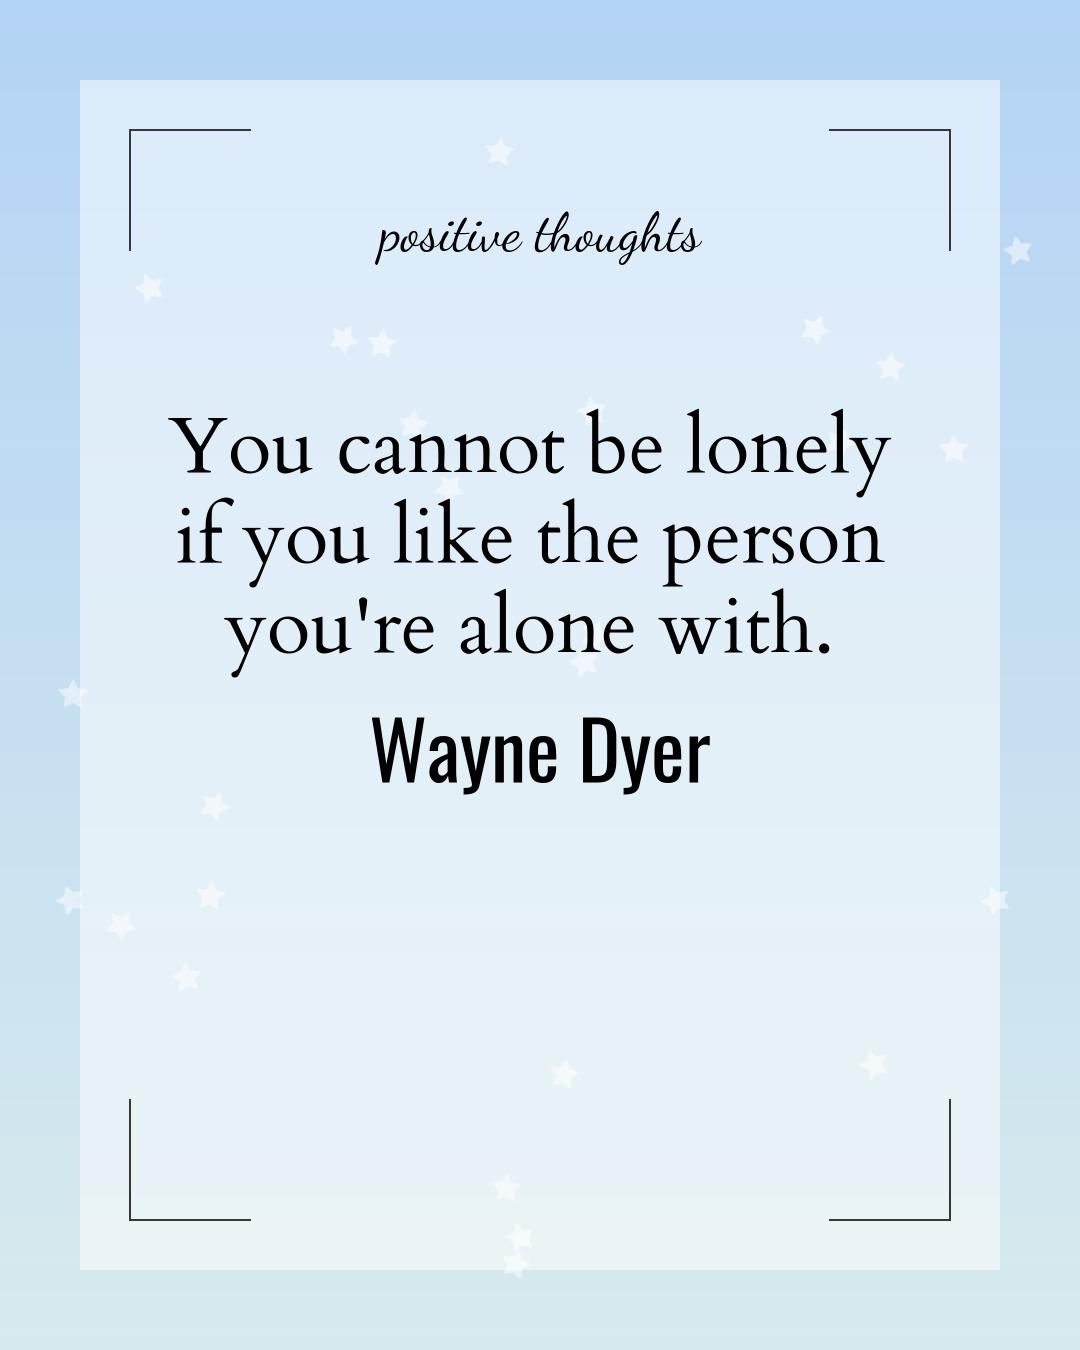 positive thoughts
You cannot be lonely
if you like the person
you're alone with.
Wayne Dyer